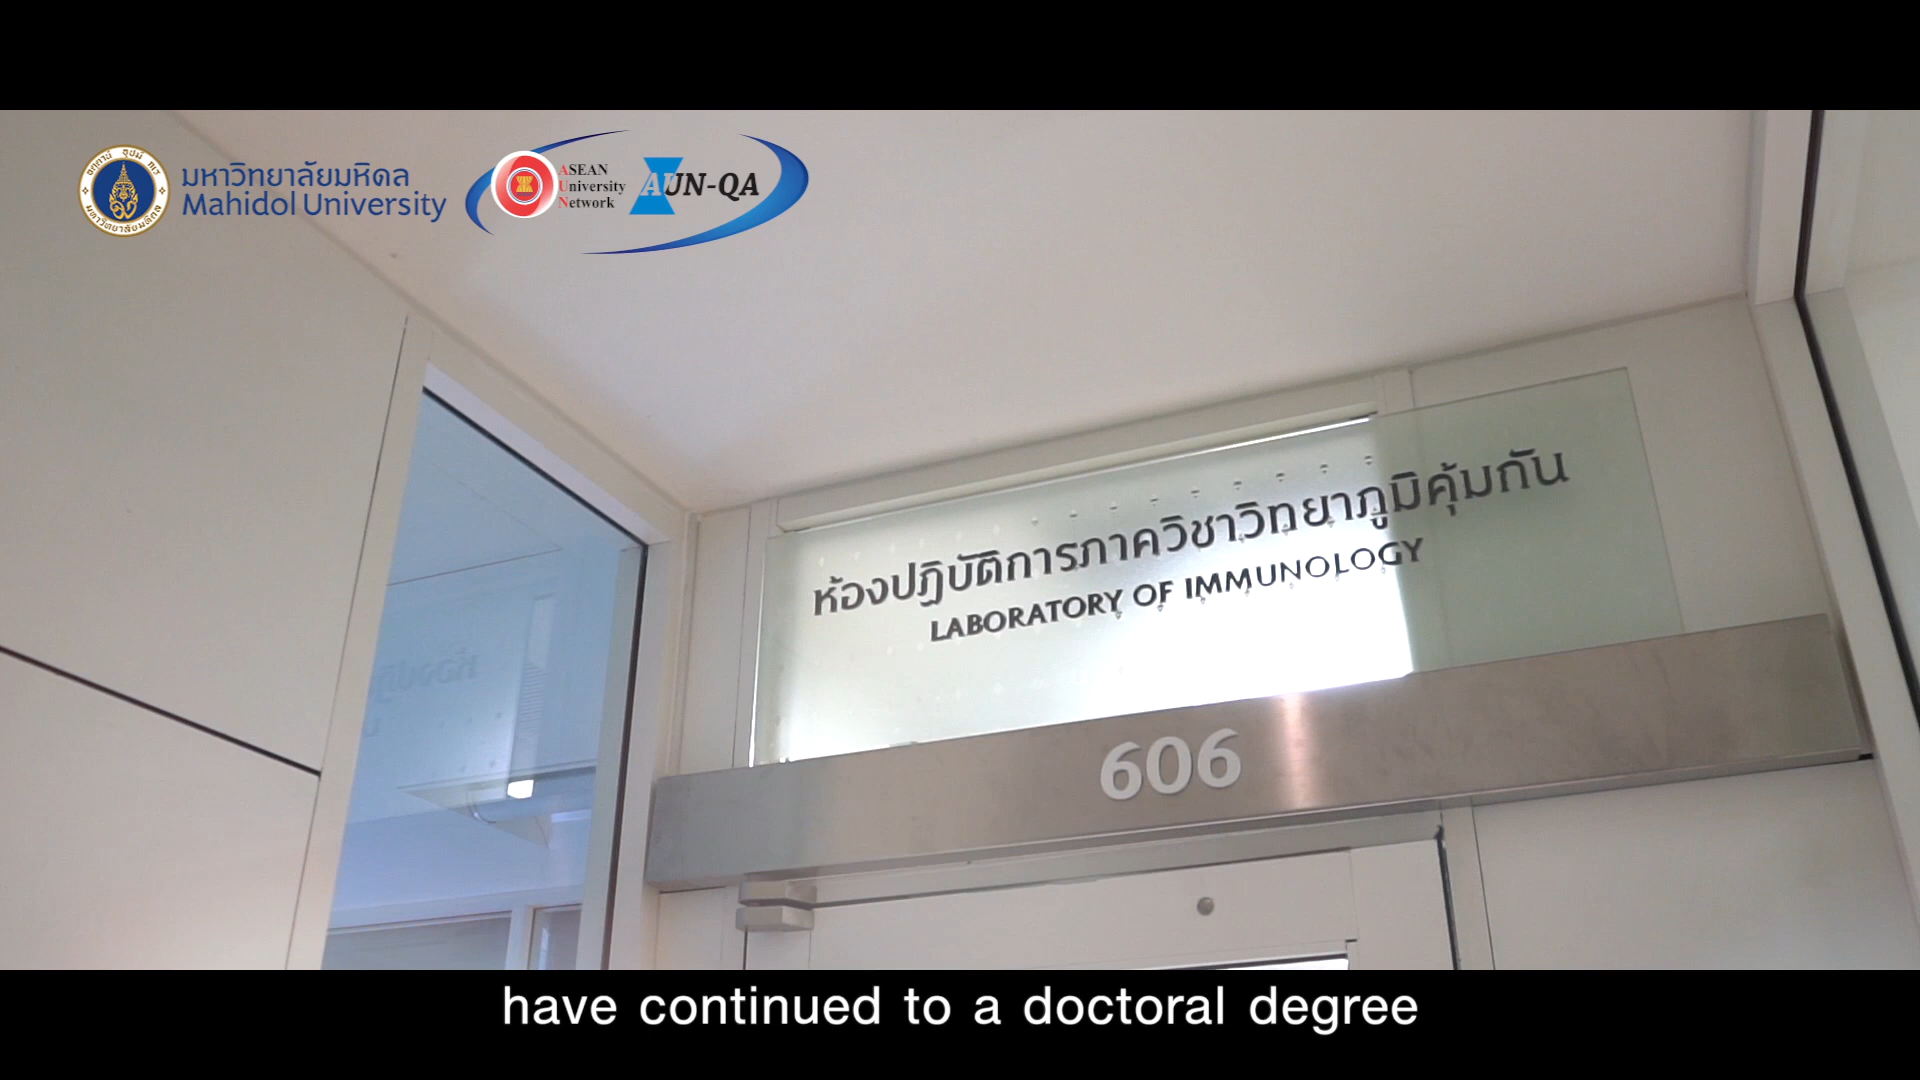 มหาวิทยาลัยมหิดล
Mahidol University
ASEAN
University
Network
AUN-QA
ห้องปฏิบัติการภาควิชาวิทยาภูมิคุ้มกัน
LABORATORY OF IMMUNOLOGY
606
have continued to a doctoral degree